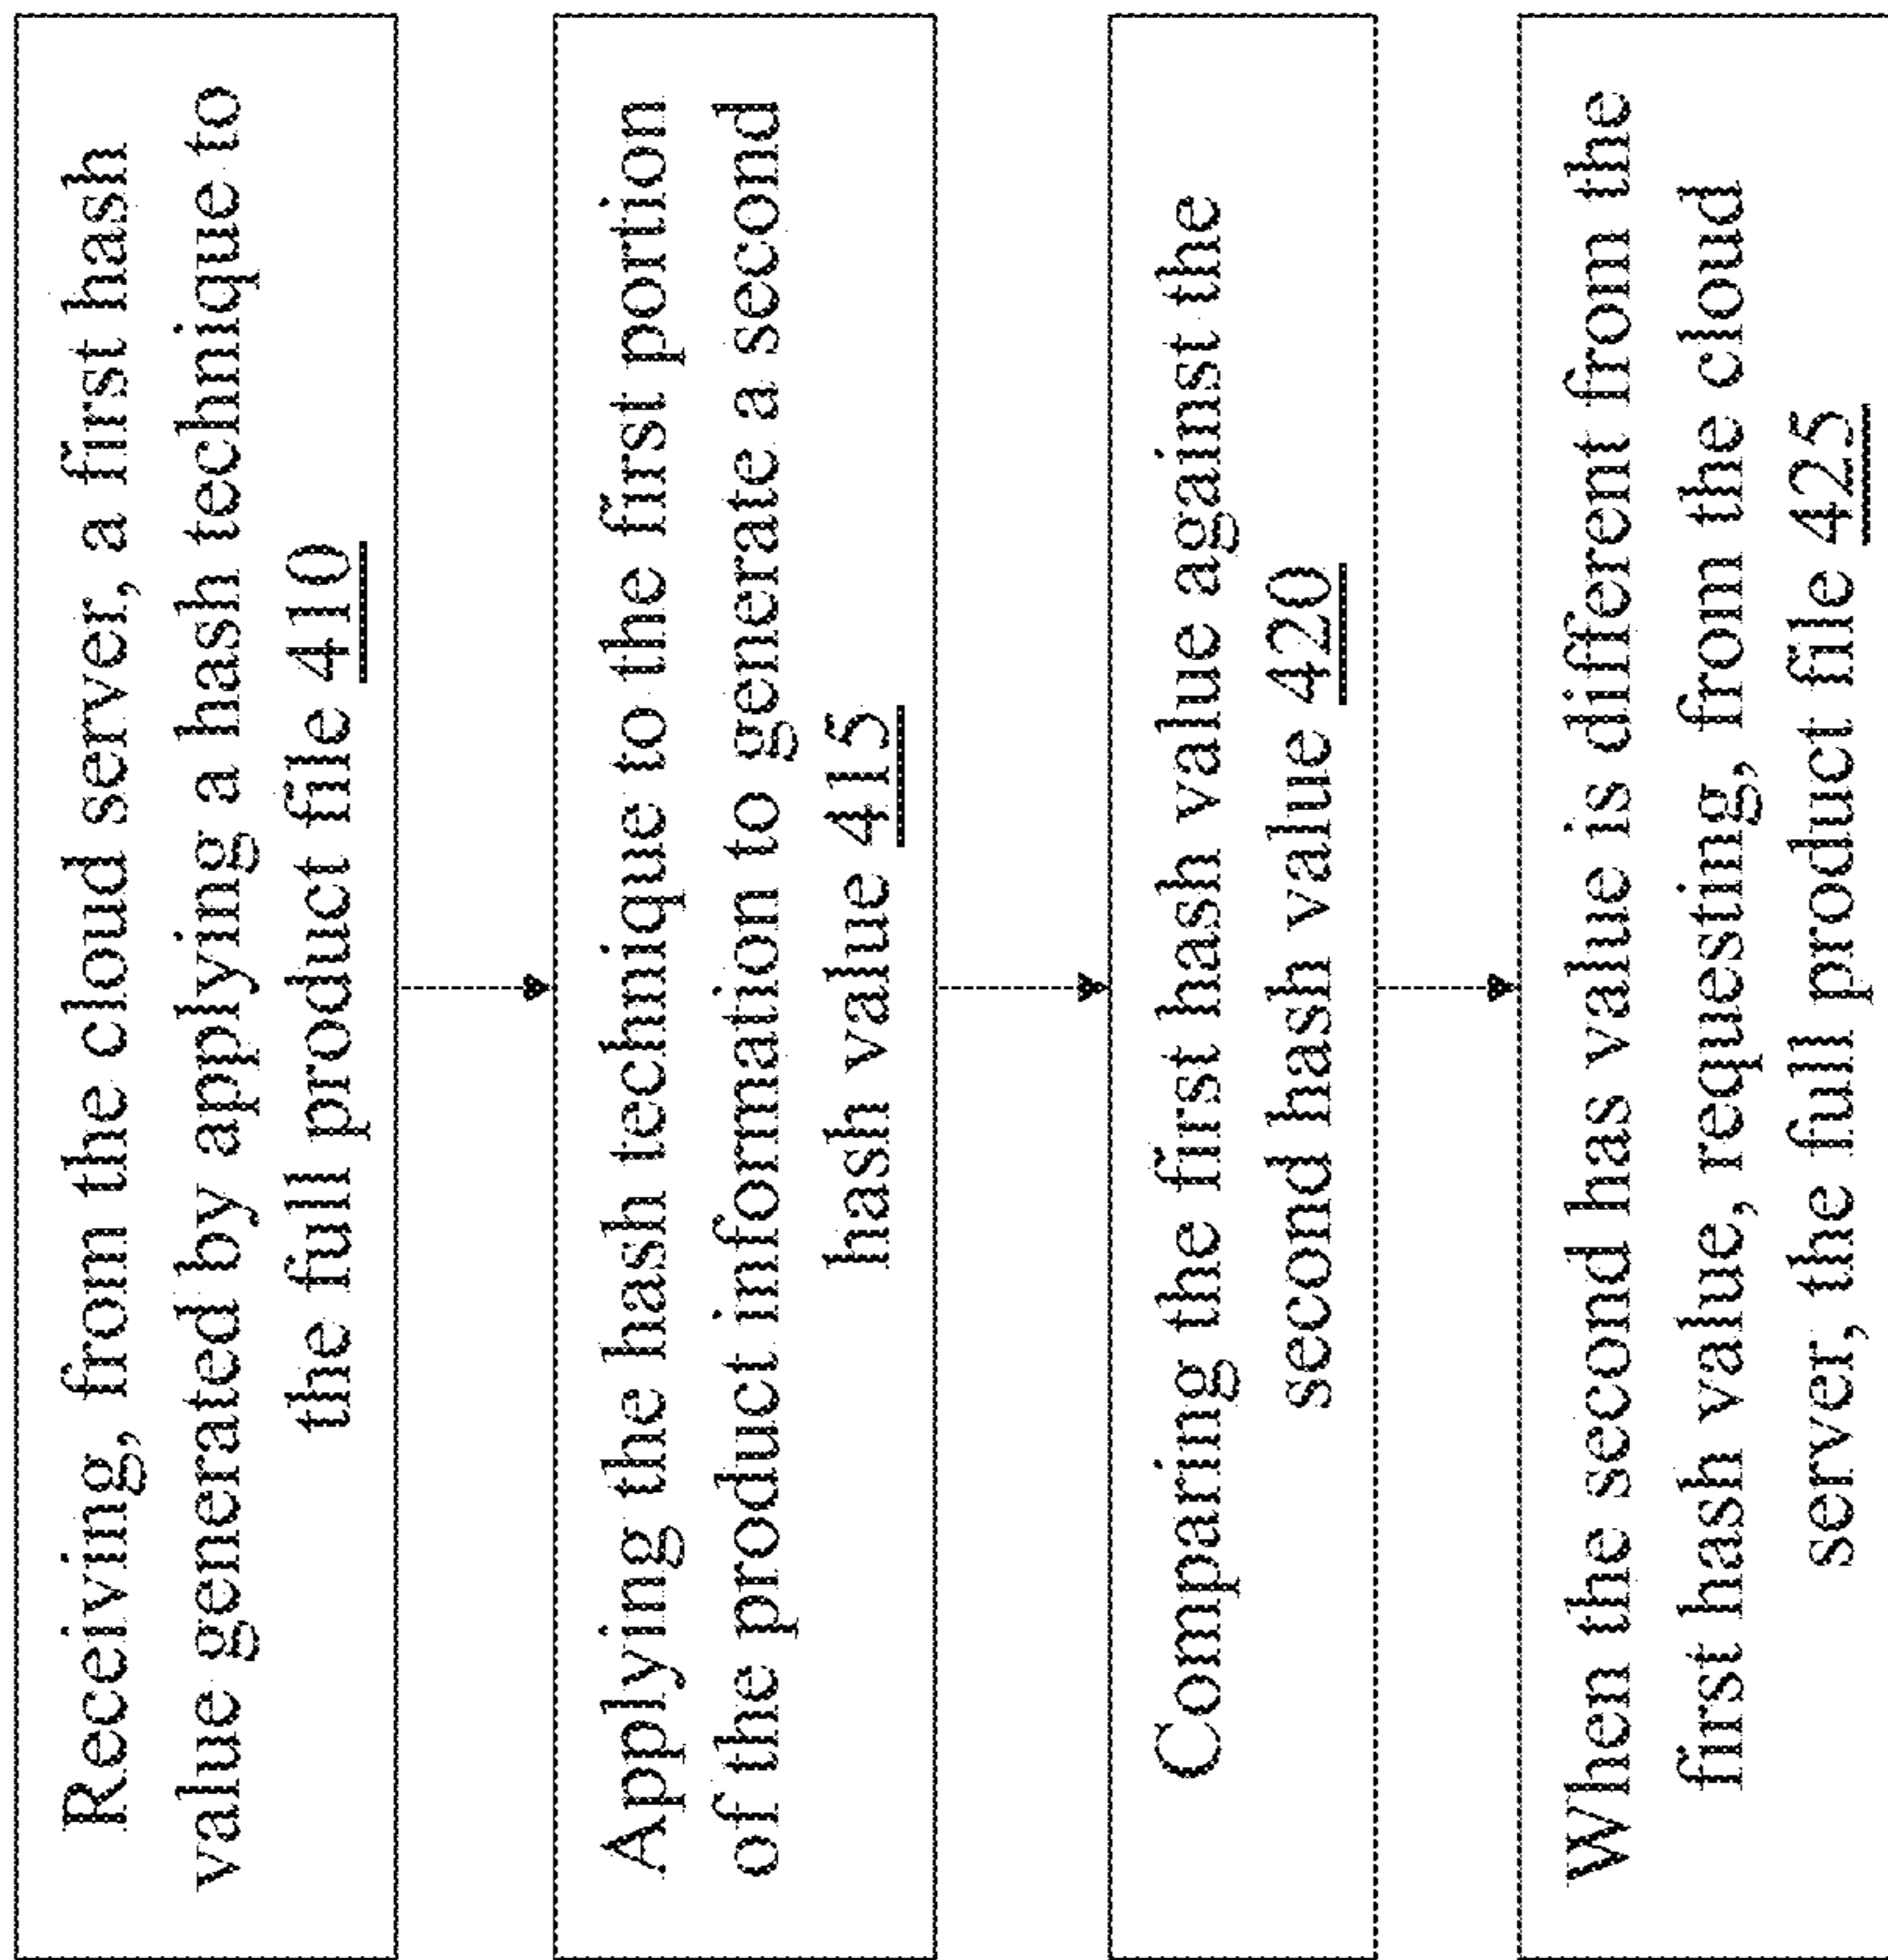 Receiving, from the cloud server, a first hash
value generated by applying a hash technique to
the full product file 410
Applying the hash technique to the first portion
of the product information to generate a second
hash value 415
Comparing the first hash value against the
second hash value 420
When the second has value is different from the
first hash value, requesting, from the cloud
server, the full product file 425